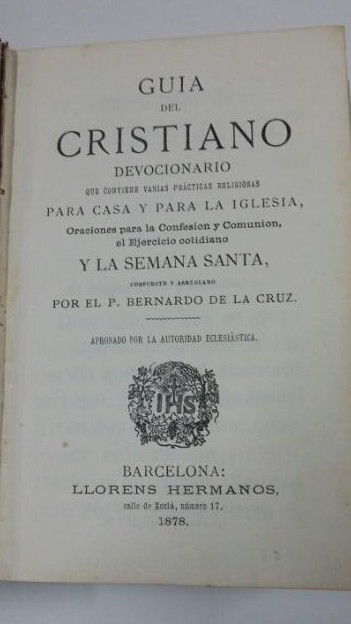 GUIA
DEL
CRISTIANO
DEVOCIONARIO
QUE CONTIENE VARIAS PRÁCTICAS RELIGIOSAS
PARA CASA Y PARA LA IGLESIA,
Oraciones para la Confesion y Comunion,
el Ejercicio cotidiano
Y LA SEMANA SANTA,
COMPUESTO Y ARREGLADO
POR EL P. BERNARDO DE LA CRUZ.
APROBADO POR LA AUTORIDAD ECLESIÁSTICA.
IHS
BARCELONA:
LLORENS HERMANOS,
calle de Xuclá, número 17.
1878.